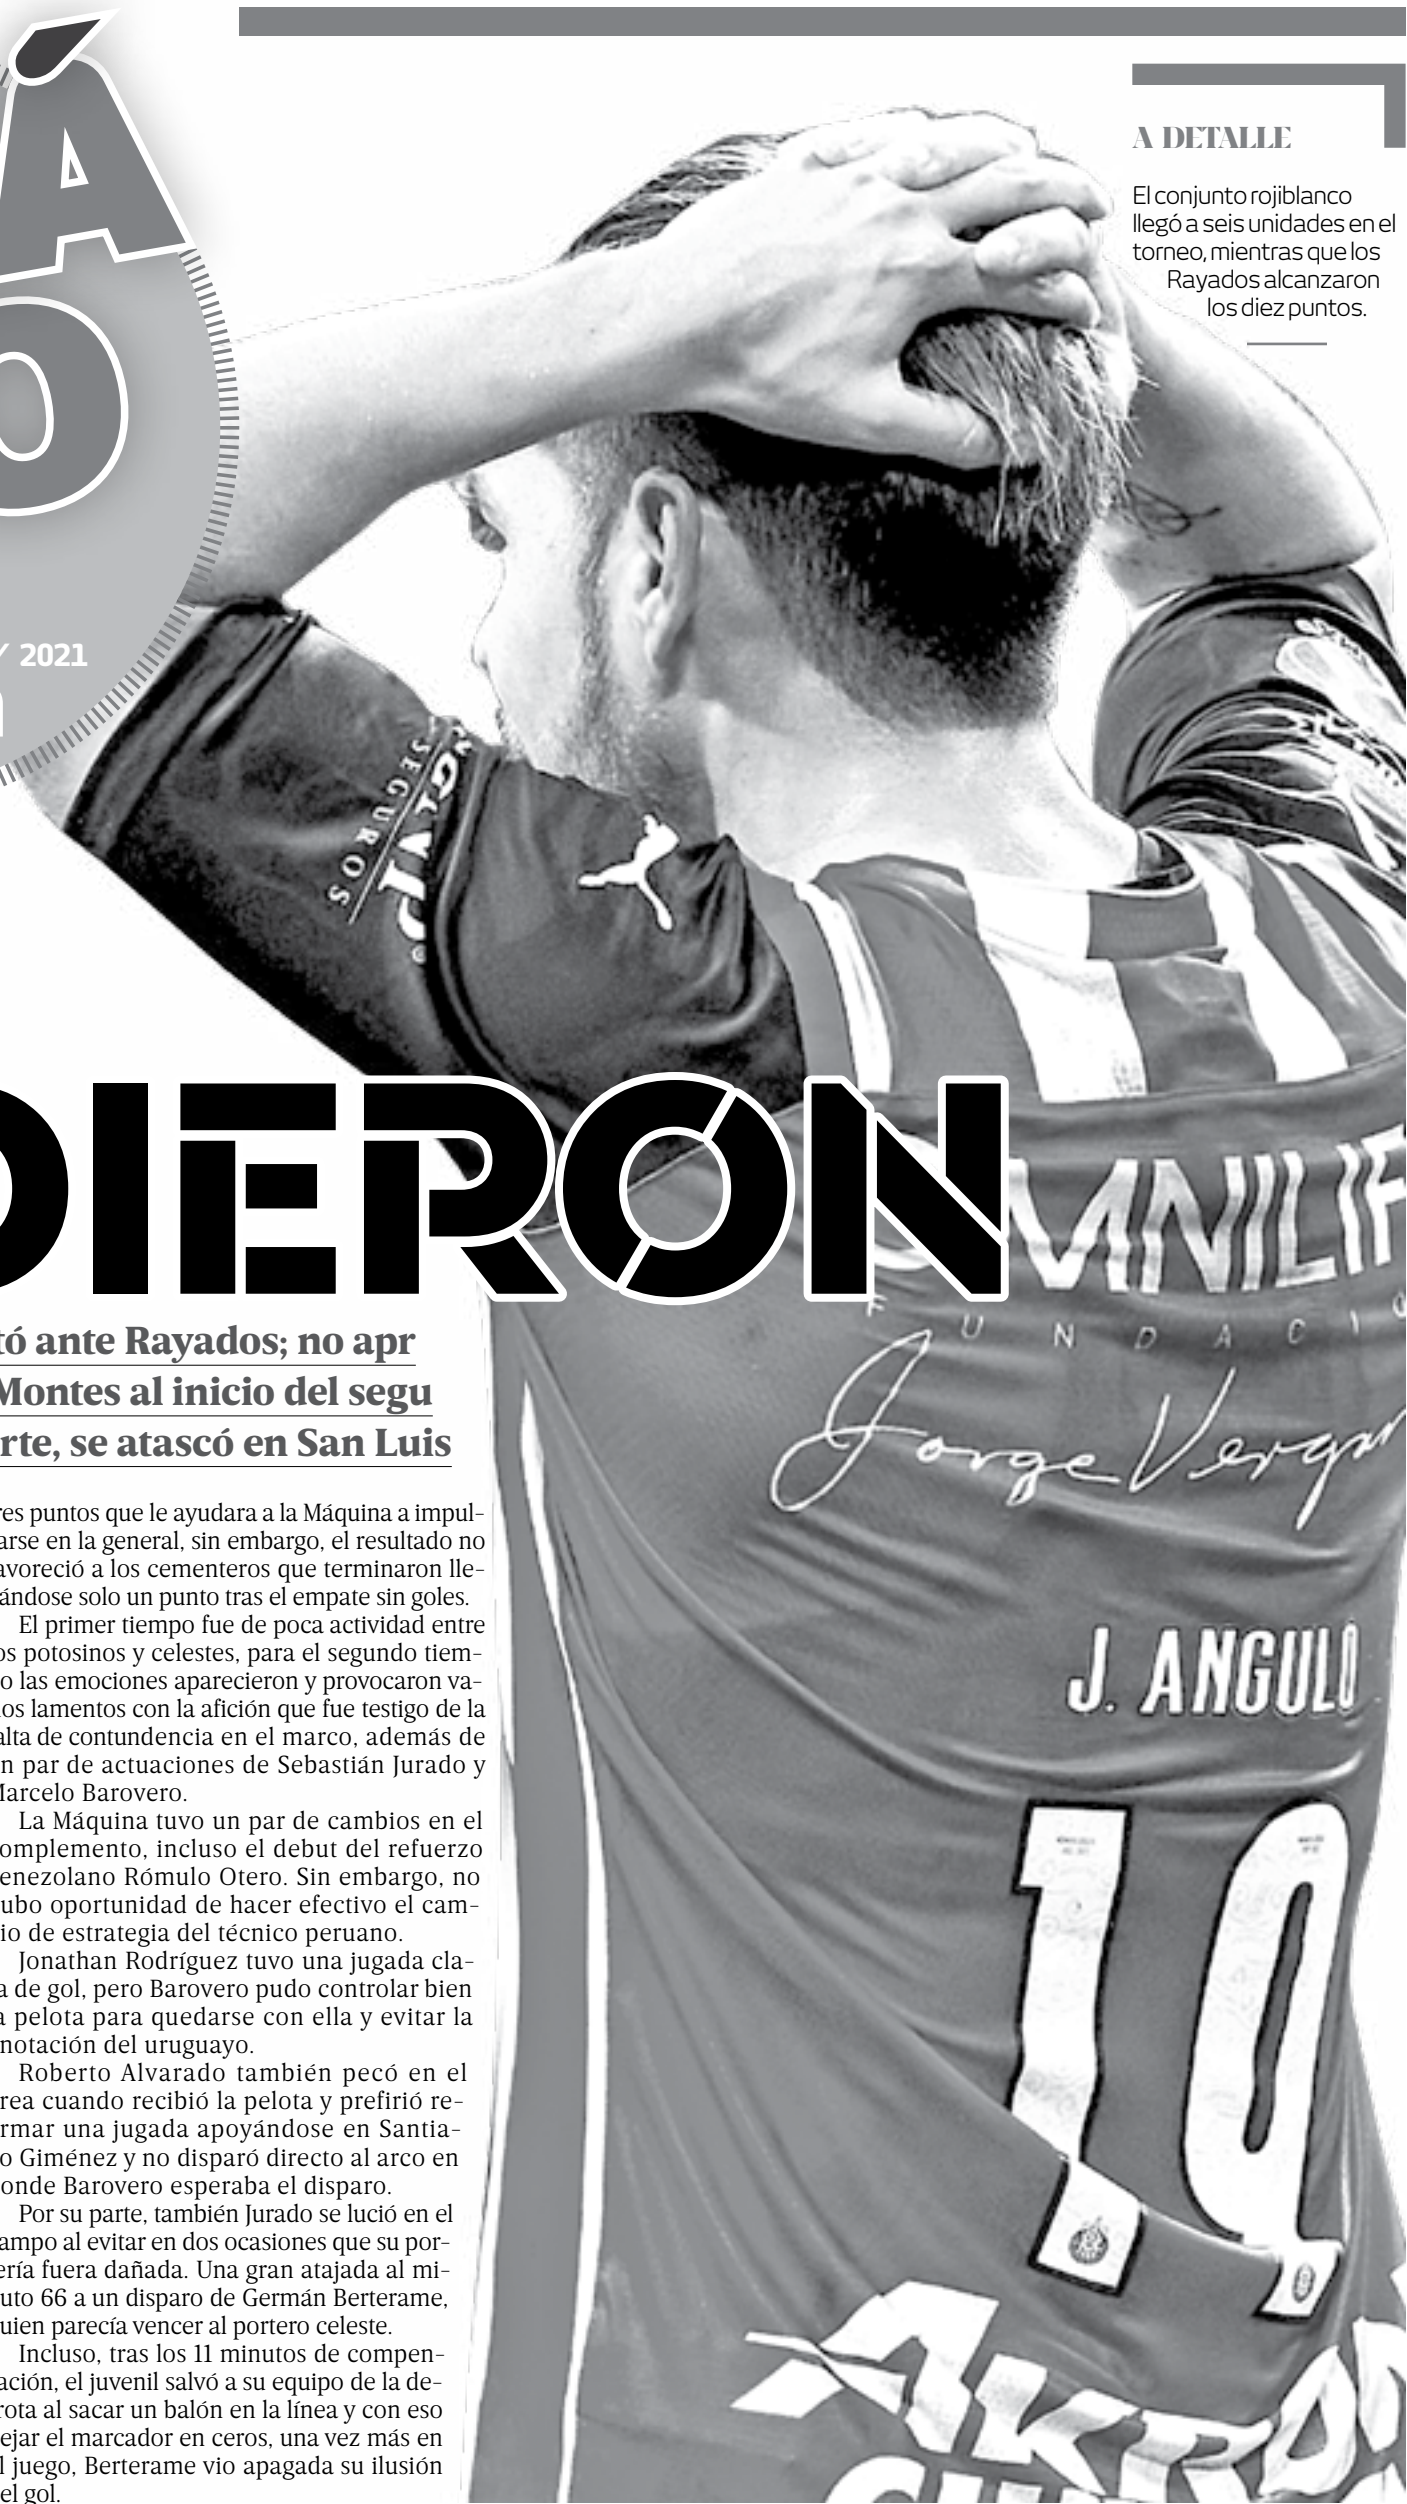 Á
O
2021
A DETALLE
El conjunto rojiblanco
llegó a seis unidades en el
torneo, mientras que los
Rayados alcanzaron
los diez puntos.
SEGUROS
DIERON
OMNILIF
FUNDACIÓ
Jorge Vergar
J. ANGULO
10
AKRON
tó ante Rayados; no apr
Montes al inicio del segu
rte, se atascó en San Luis
res puntos que le ayudara a la Máquina a impul-
arse en la general, sin embargo, el resultado no
avoreció a los cementeros que terminaron lle-
ándose solo un punto tras el empate sin goles.
El primer tiempo fue de poca actividad entre
os potosinos y celestes, para el segundo tiem-
o las emociones aparecieron y provocaron va-
ios lamentos con la afición que fue testigo de la
alta de contundencia en el marco, además de
n par de actuaciones de Sebastián Jurado y
Marcelo Barovero.
La Máquina tuvo un par de cambios en el
omplemento, incluso el debut del refuerzo
enezolano Rómulo Otero. Sin embargo, no
ubo oportunidad de hacer efectivo el cam-
io de estrategia del técnico peruano.
Jonathan Rodríguez tuvo una jugada cla-
a de gol, pero Barovero pudo controlar bien
a pelota para quedarse con ella y evitar la
notación del uruguayo.
Roberto Alvarado también pecó en el
rea cuando recibió la pelota y prefirió re-
rmar una jugada apoyándose en Santia-
o Giménez y no disparó directo al arco en
onde Barovero esperaba el disparo.
Por su parte, también Jurado se lució en el
ampo al evitar en dos ocasiones que su por-
ería fuera dañada. Una gran atajada al mi-
uto 66 a un disparo de Germán Berterame,
uien parecía vencer al portero celeste.
Incluso, tras los 11 minutos de compen-
ación, el juvenil salvó a su equipo de la de-
rota al sacar un balón en la línea y con eso
ejar el marcador en ceros, una vez más en
l juego, Berterame vio apagada su ilusión
el gol.